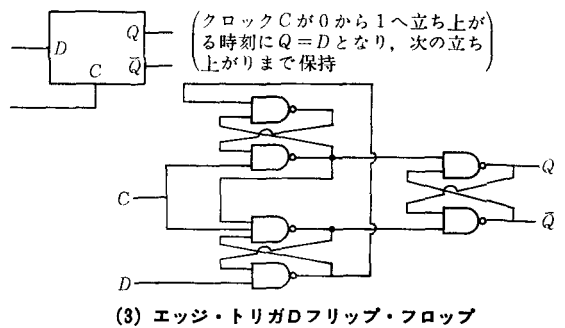 D
C
Q
Q̄
クロックCが0から1へ立ち上が
る時刻にQ=Dとなり，次の立ち
上がりまで保持
C
D
Q
Q̄
(3) エッジ・トリガDフリップ・フロップ